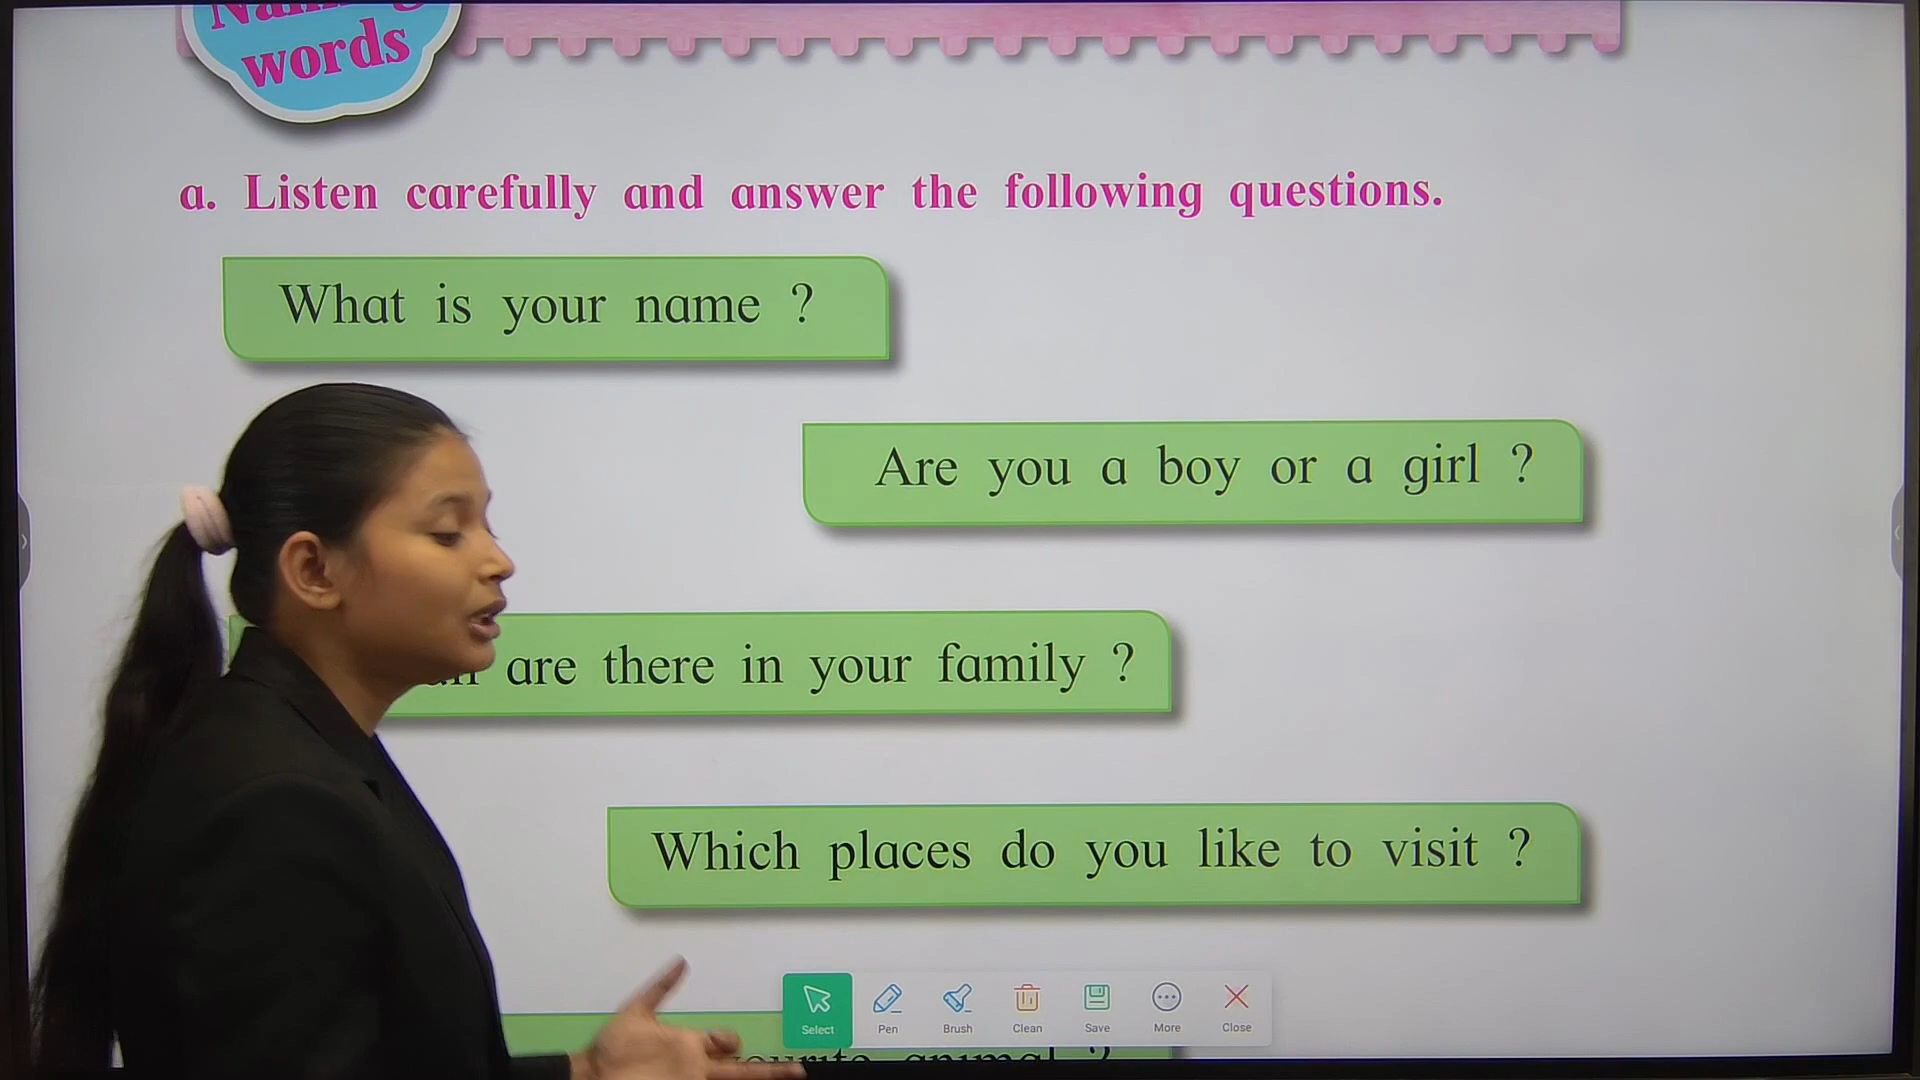 words
a. Listen carefully and answer the following questions.
What is your name ?
Are you a boy or a girl ?
are there in your family ?
Which places do you like to visit ?
Select Pen Brush Clean Save More Close
animal ?